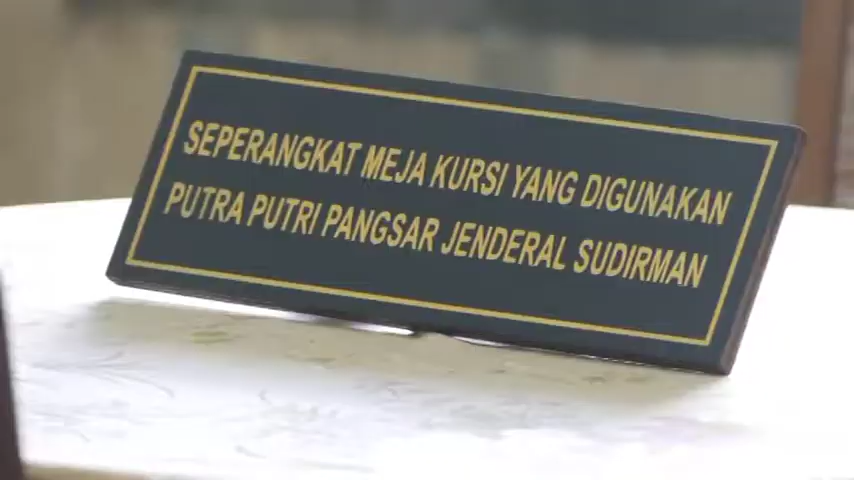 SEPERANGKAT MEJA KURSI YANG DIGUNAKAN
PUTRA PUTRI PANGSAR JENDERAL SUDIRMAN